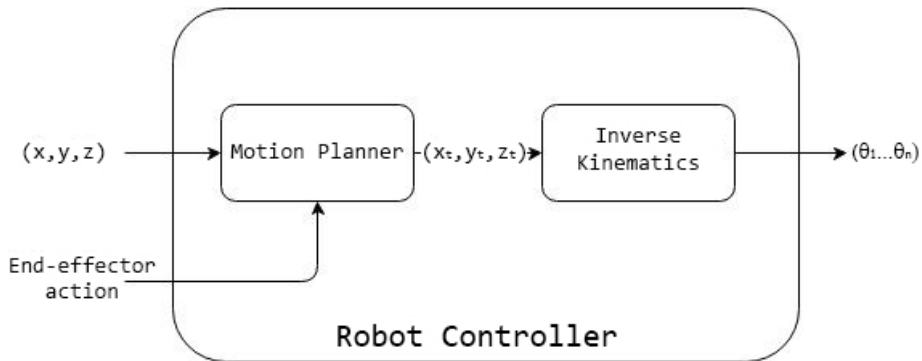 (x,y,z)
Motion Planner
(xₜ,yₜ,zₜ)
Inverse
Kinematics
(θ₁...θₙ)
End-effector
action
Robot Controller